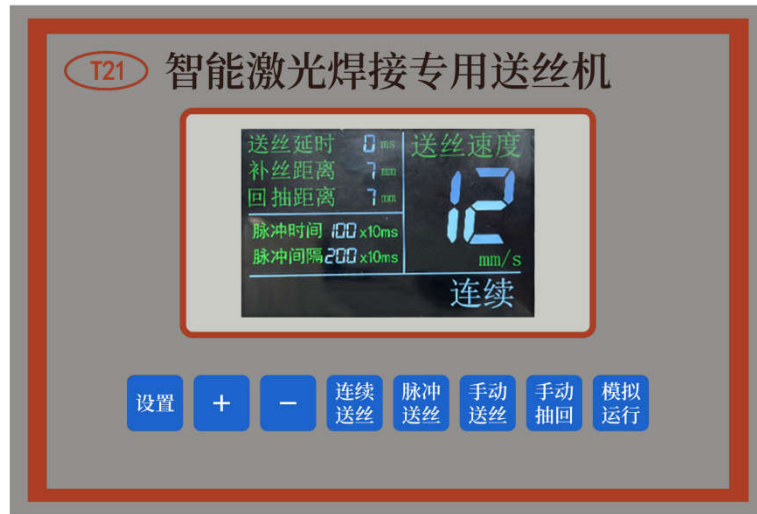 T21 智能激光焊接专用送丝机
送丝延时 0 ms
补丝距离 7 mm
回抽距离 7 mm
脉冲时间 100 x10ms
脉冲间隔 200 x10ms
送丝速度
12
mm/s
连续
设置
+
−
连续
送丝
脉冲
送丝
手动
送丝
手动
抽回
模拟
运行